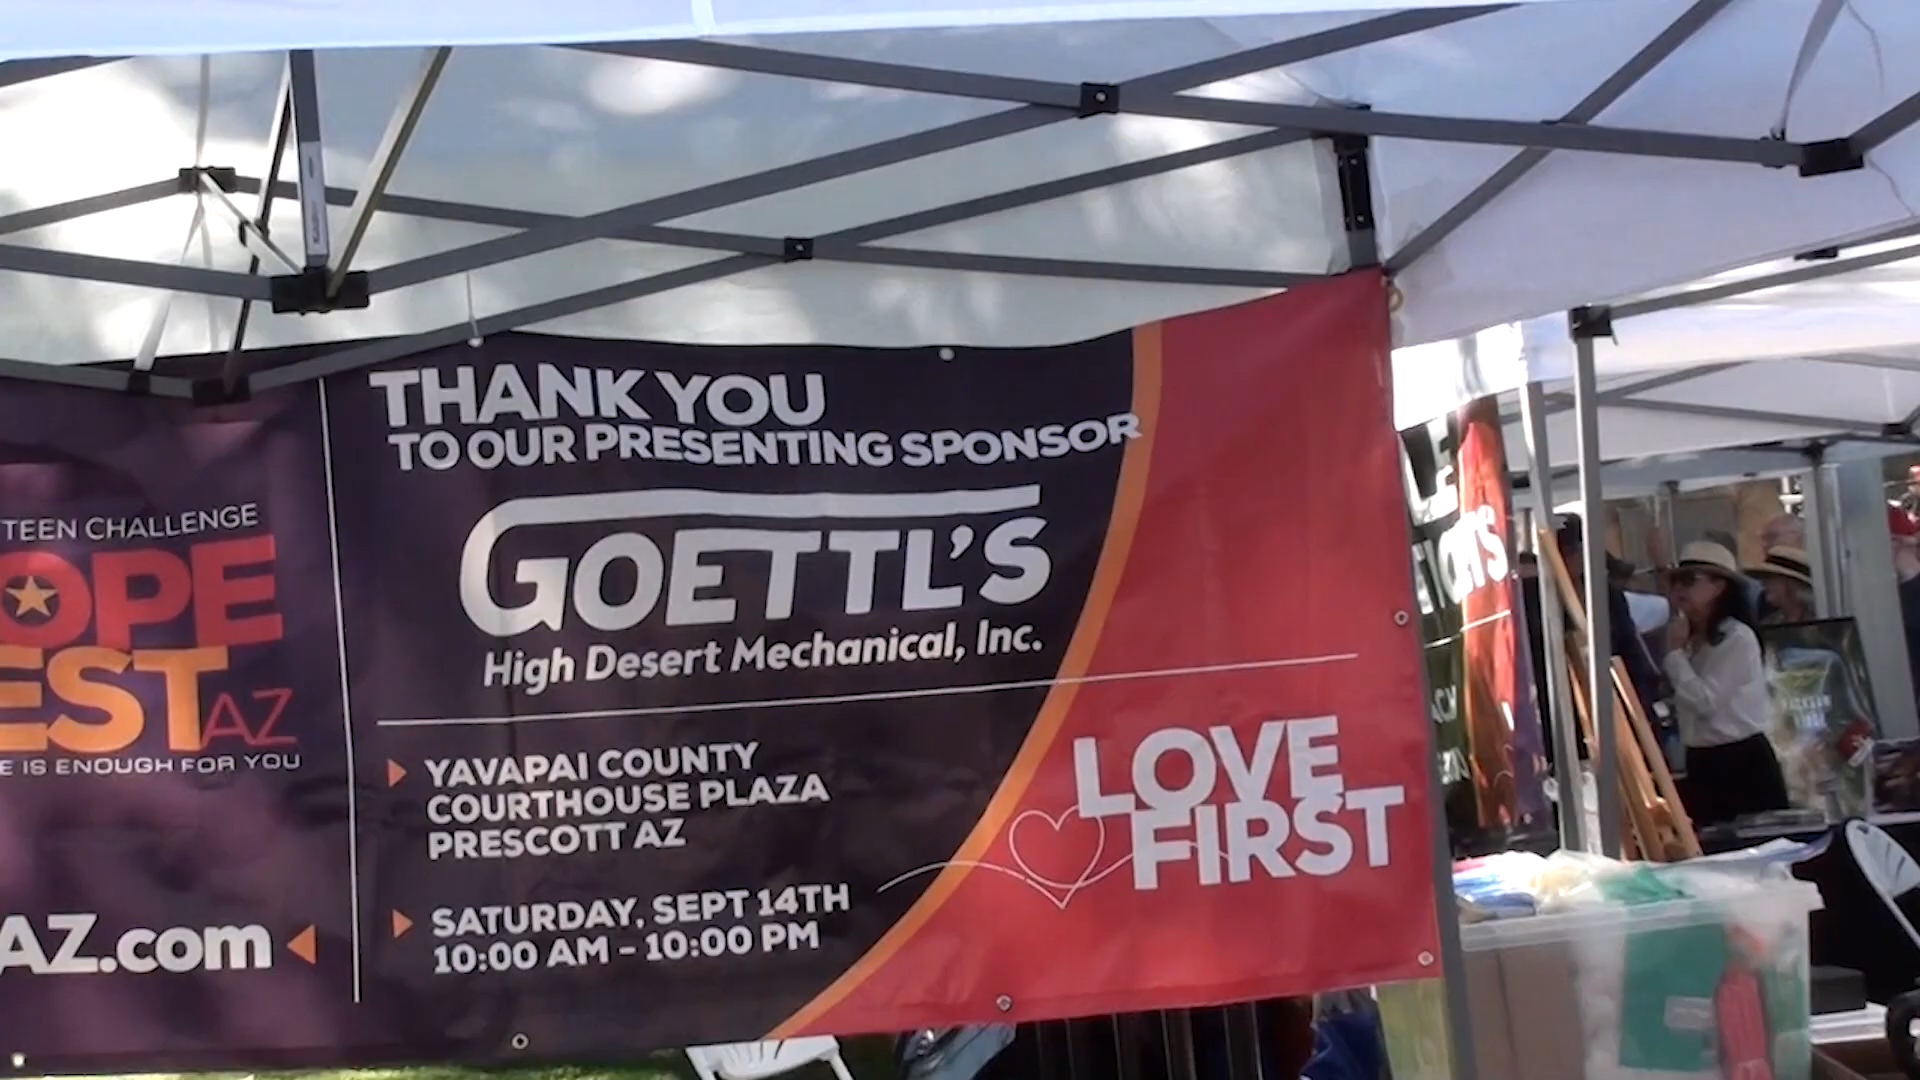 TEEN CHALLENGE
OPE
EST AZ
E IS ENOUGH FOR YOU
AZ.com
THANK YOU
TO OUR PRESENTING SPONSOR
GOETTL'S
High Desert Mechanical, Inc.
YAVAPAI COUNTY
COURTHOUSE PLAZA
PRESCOTT AZ
SATURDAY, SEPT 14TH
10:00 AM – 10:00 PM
LOVE
FIRST